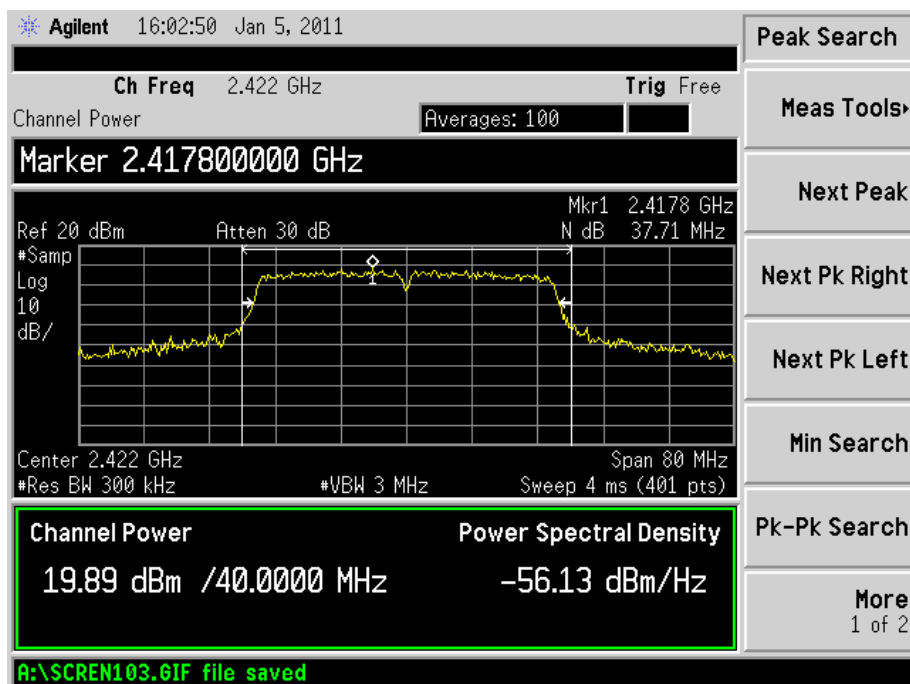 Agilent 16:02:50 Jan 5, 2011
Ch Freq 2.422 GHz Trig Free
Channel Power Averages: 100
Marker 2.417800000 GHz
Mkr1 2.4178 GHz
Ref 20 dBm Atten 30 dB N dB 37.71 MHz
#Samp
Log
10
dB/
1
Center 2.422 GHz Span 80 MHz
#Res BW 300 kHz #VBW 3 MHz Sweep 4 ms (401 pts)
Channel Power Power Spectral Density
19.89 dBm /40.0000 MHz -56.13 dBm/Hz
A:\SCREN103.GIF file saved
Peak Search
Meas Tools
Next Peak
Next Pk Right
Next Pk Left
Min Search
Pk-Pk Search
More
1 of 2